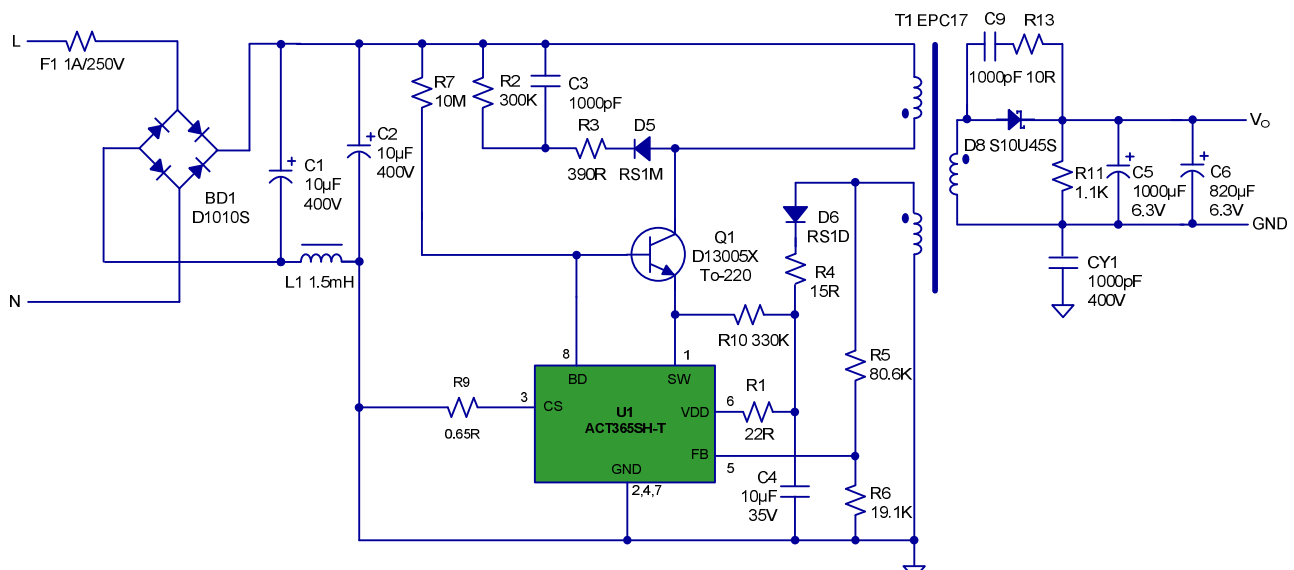 T1 EPC17
C9
R13
1000pF 10R
L
F1 1A/250V
R7
10M
R2
300K
C3
1000pF
C2
10µF
400V
R3
390R
D5
RS1M
D8 S10U45S
VO
C1
10µF
400V
BD1
D1010S
R11
1.1K
C5
1000µF
6.3V
C6
820µF
6.3V
GND
D6
RS1D
Q1
D13005X
To-220
R4
15R
L1 1.5mH
N
CY1
1000pF
400V
R10 330K
8
1
BD
SW
R5
80.6K
R9
0.65R
3
CS
U1
ACT365SH-T
VDD
6
R1
22R
FB
5
GND
2,4,7
C4
10µF
35V
R6
19.1K